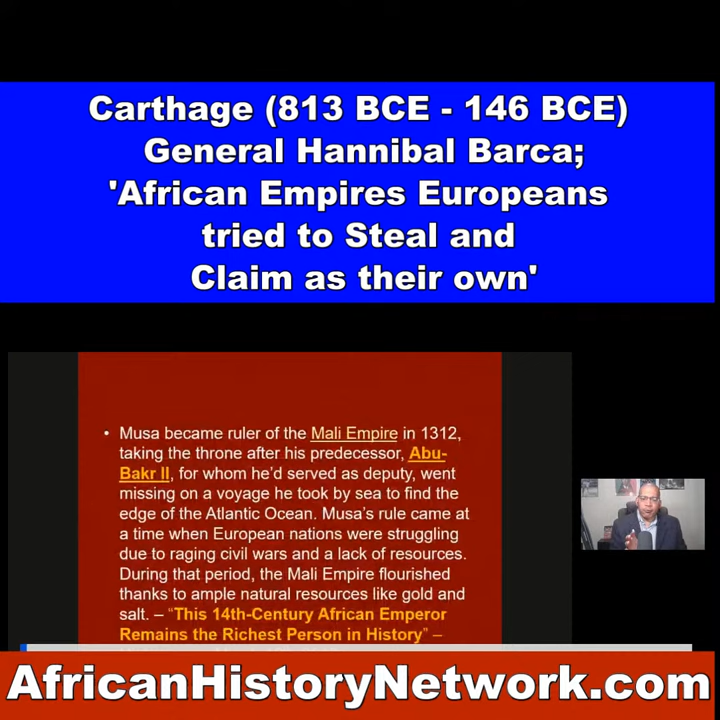 Carthage (813 BCE - 146 BCE)
General Hannibal Barca;
'African Empires Europeans
tried to Steal and
Claim as their own'
• Musa became ruler of the Mali Empire in 1312,
taking the throne after his predecessor, Abu-
Bakr II, for whom he'd served as deputy, went
missing on a voyage he took by sea to find the
edge of the Atlantic Ocean. Musa's rule came at
a time when European nations were struggling
due to raging civil wars and a lack of resources.
During that period, the Mali Empire flourished
thanks to ample natural resources like gold and
salt. – "This 14th-Century African Emperor
Remains the Richest Person in History" –
AfricanHistoryNetwork.com